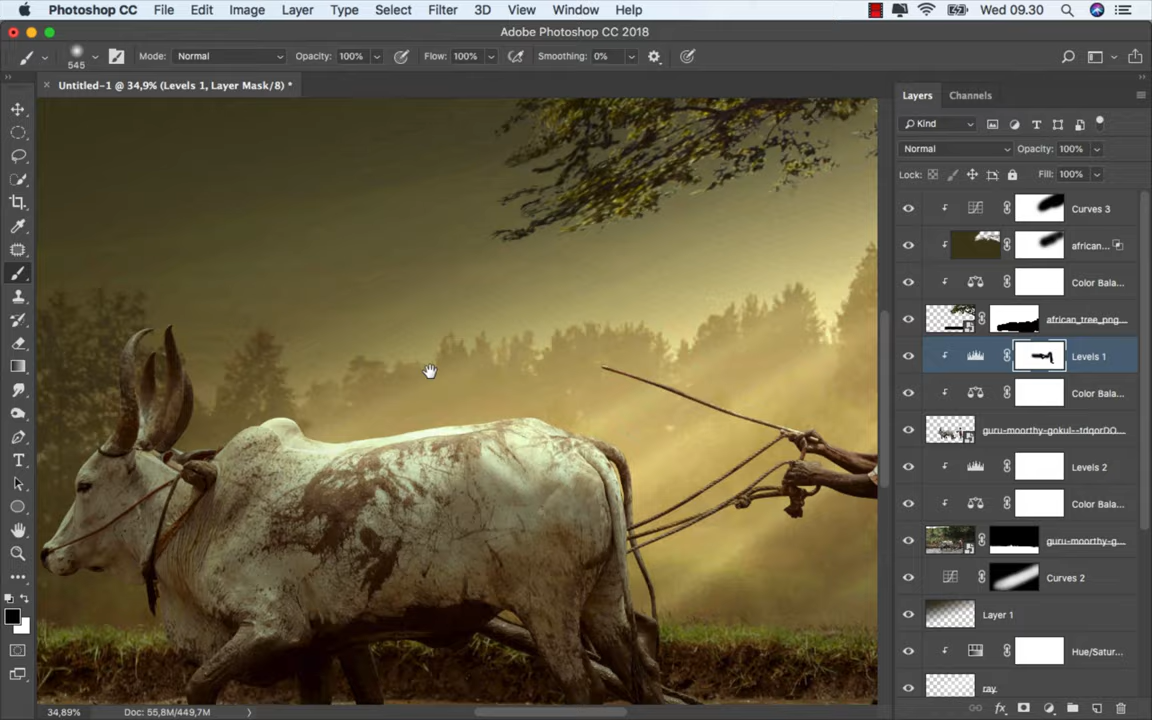 Photoshop CC File Edit Image Layer Type Select Filter 3D View Window Help Wed 09.30
Adobe Photoshop CC 2018
545 Mode: Normal Opacity: 100% Flow: 100% Smoothing: 0%
Untitled-1 @ 34,9% (Levels 1, Layer Mask/8) *
Layers Channels
Kind
Normal Opacity: 100%
Lock: Fill: 100%
Curves 3
african...
Color Bala...
african_tree_png...
Levels 1
Color Bala...
guru-moorthy-gokul--tdqorDO...
Levels 2
Color Bala...
guru-moorthy-g...
Curves 2
Layer 1
Hue/Satur...
ray
34,89% Doc: 55,8M/449,7M